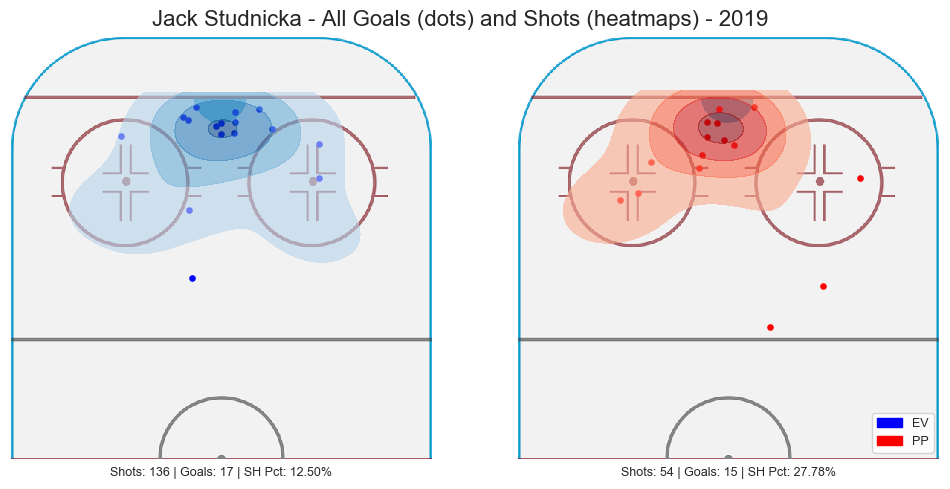 Jack Studnicka - All Goals (dots) and Shots (heatmaps) - 2019
EV
PP
Shots: 136 | Goals: 17 | SH Pct: 12.50%
Shots: 54 | Goals: 15 | SH Pct: 27.78%